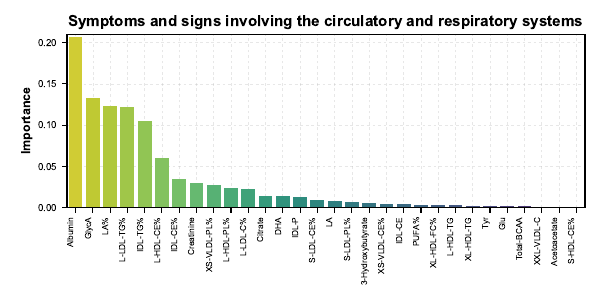 Symptoms and signs involving the circulatory and respiratory systems
Importance
0.20
0.15
0.10
0.05
0.00
Albumin
GlycA
LA%
L-LDL-TG%
IDL-TG%
L-HDL-CE%
IDL-CE%
Creatinine
XS-VLDL-PL%
L-HDL-PL%
L-LDL-C%
Citrate
DHA
IDL-P
S-LDL-CE%
LA
S-LDL-PL%
3-Hydroxybutyrate
XS-VLDL-CE%
IDL-CE
PUFA%
XL-HDL-FC%
L-HDL-TG
XL-HDL-TG
Tyr
Glu
Total-BCAA
XXL-VLDL-C
Acetoacetate
S-HDL-CE%